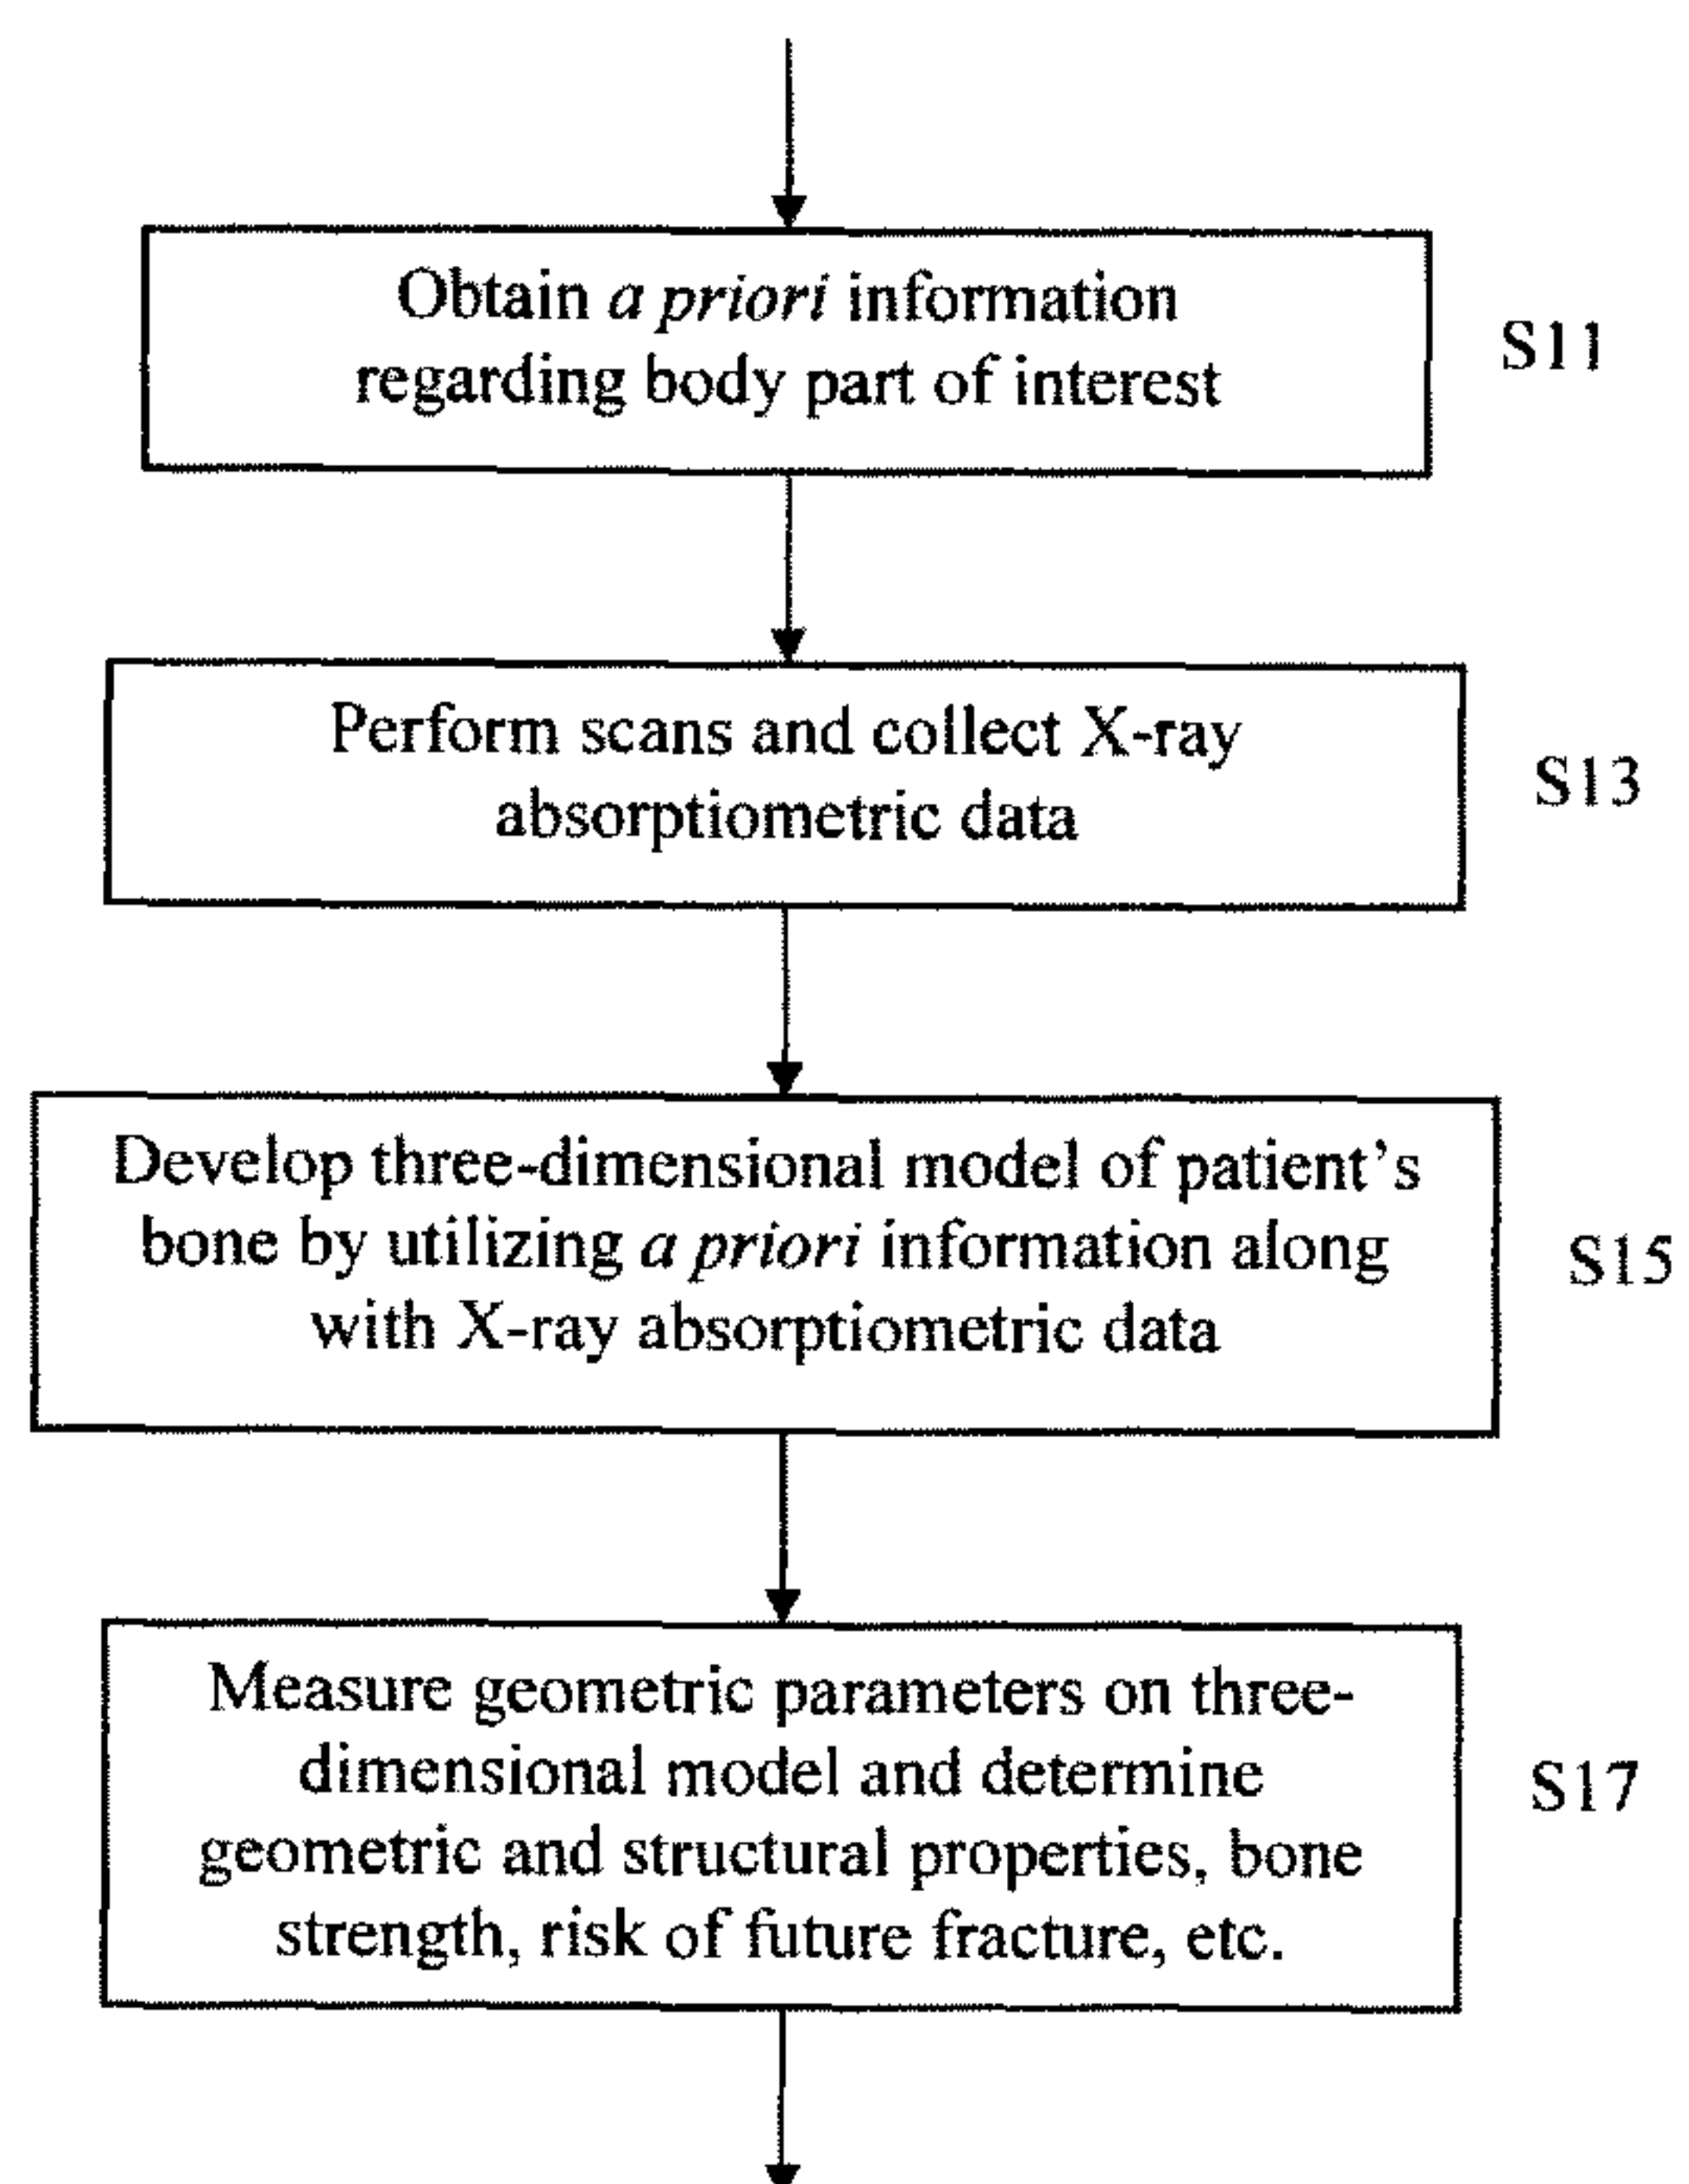 Obtain a priori information
regarding body part of interest
S11
Perform scans and collect X-ray
absorptiometric data
S13
Develop three-dimensional model of patient's
bone by utilizing a priori information along
with X-ray absorptiometric data
S15
Measure geometric parameters on three-
dimensional model and determine
geometric and structural properties, bone
strength, risk of future fracture, etc.
S17